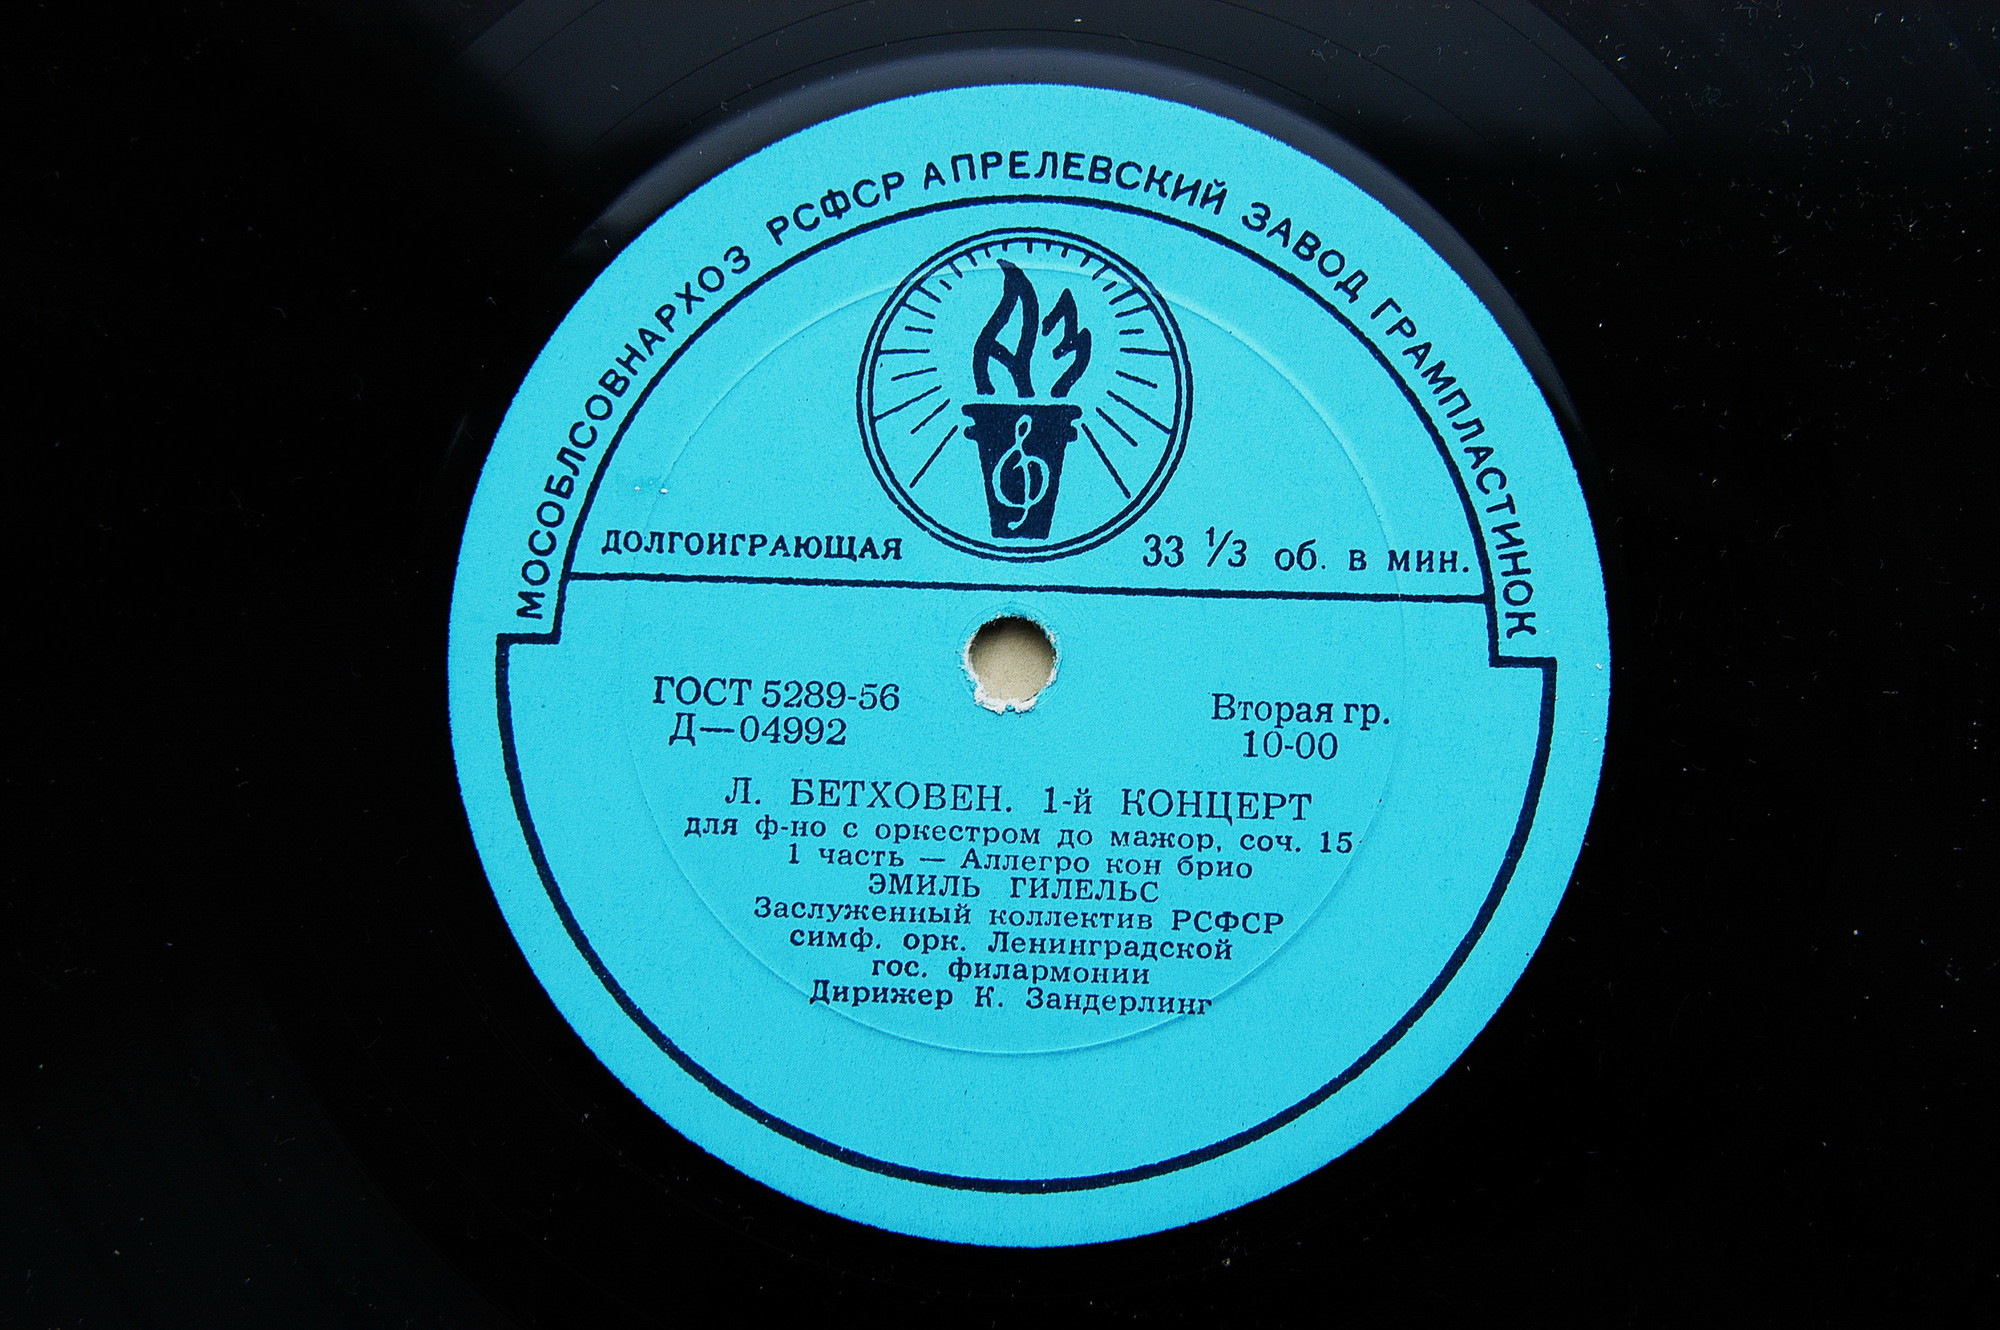 МОСОБЛСОВНАРХОЗ РСФСР АПРЕЛЕВСКИЙ ЗАВОД ГРАМПЛАСТИНОК
АЗ
ДОЛГОИГРАЮЩАЯ 33 1/3 об. в мин.
ГОСТ 5289-56
Д—04992
Вторая гр.
10-00
Л. БЕТХОВЕН. 1-й КОНЦЕРТ
для ф-но с оркестром до мажор, соч. 15
1 часть — Аллегро кон брио
ЭМИЛЬ ГИЛЕЛЬС
Заслуженный коллектив РСФСР
симф. орк. Ленинградской
гос. филармонии
Дирижер К. Зандерлинг